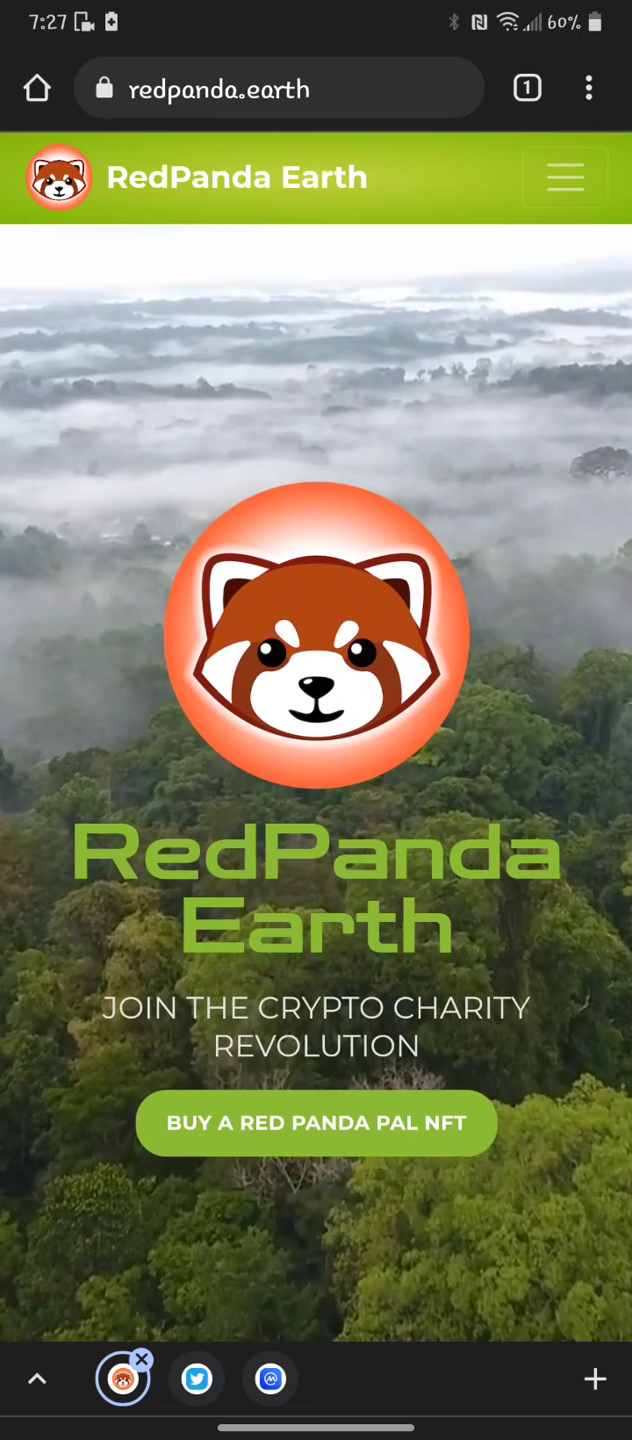 7:27 60%
redpanda.earth 1
RedPanda Earth
RedPanda
Earth
JOIN THE CRYPTO CHARITY
REVOLUTION
BUY A RED PANDA PAL NFT